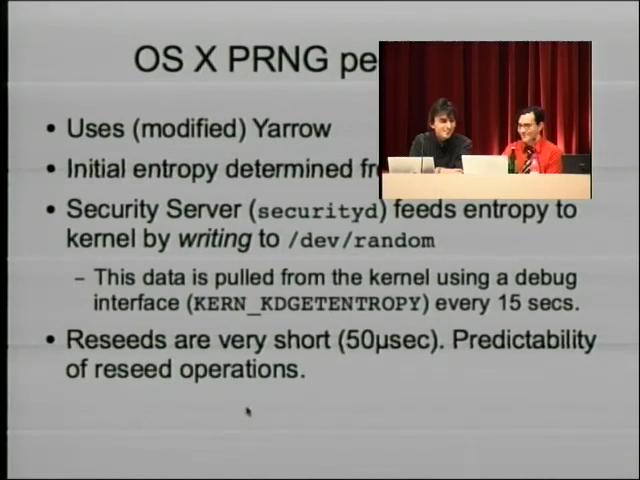 OS X PRNG pe
• Uses (modified) Yarrow
• Initial entropy determined fr
• Security Server (securityd) feeds entropy to
kernel by writing to /dev/random
– This data is pulled from the kernel using a debug
interface (KERN_KDGETENTROPY) every 15 secs.
• Reseeds are very short (50µsec). Predictability
of reseed operations.